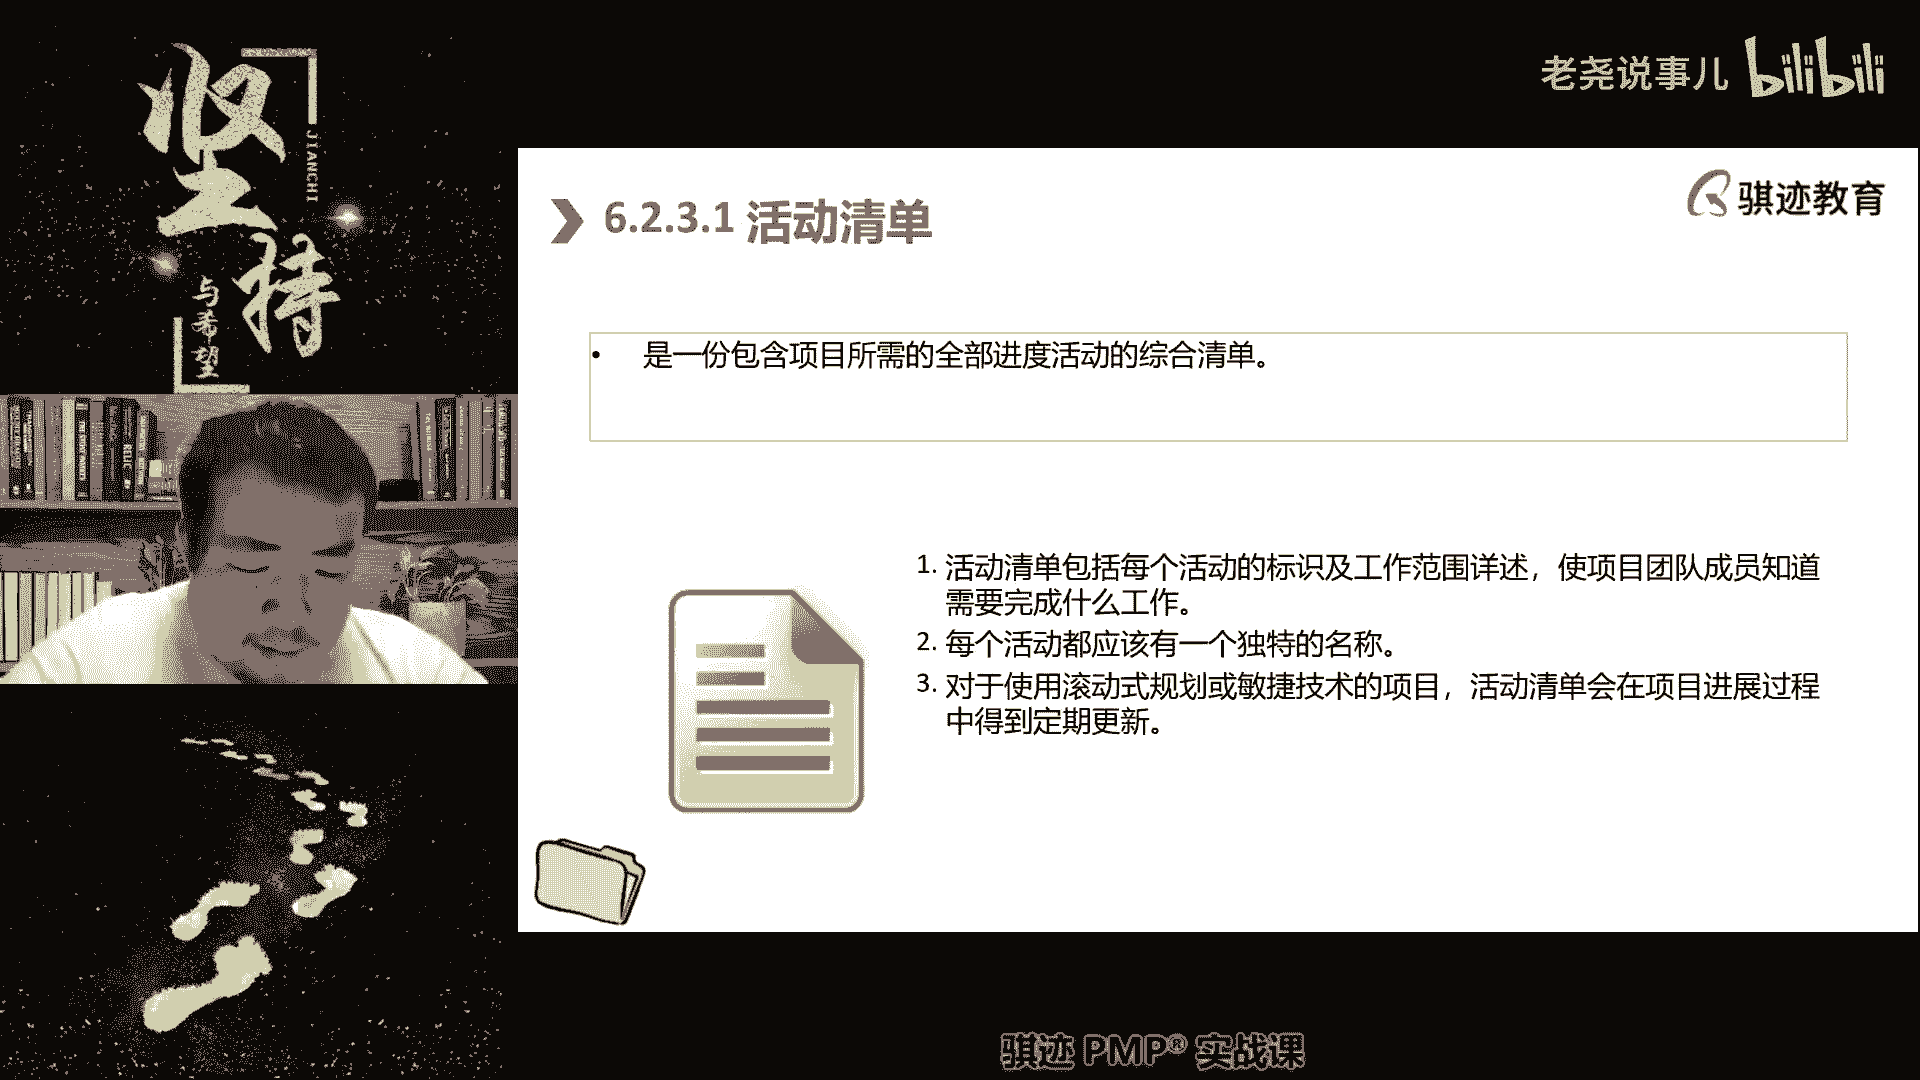 坚持
JIANCHI
与希望
老尧说事儿 bilibili
骐迹教育
6.2.3.1 活动清单
• 是一份包含项目所需的全部进度活动的综合清单。
1. 活动清单包括每个活动的标识及工作范围详述，使项目团队成员知道
需要完成什么工作。
2. 每个活动都应该有一个独特的名称。
3. 对于使用滚动式规划或敏捷技术的项目，活动清单会在项目进展过程
中得到定期更新。
骐迹 PMP® 实战课